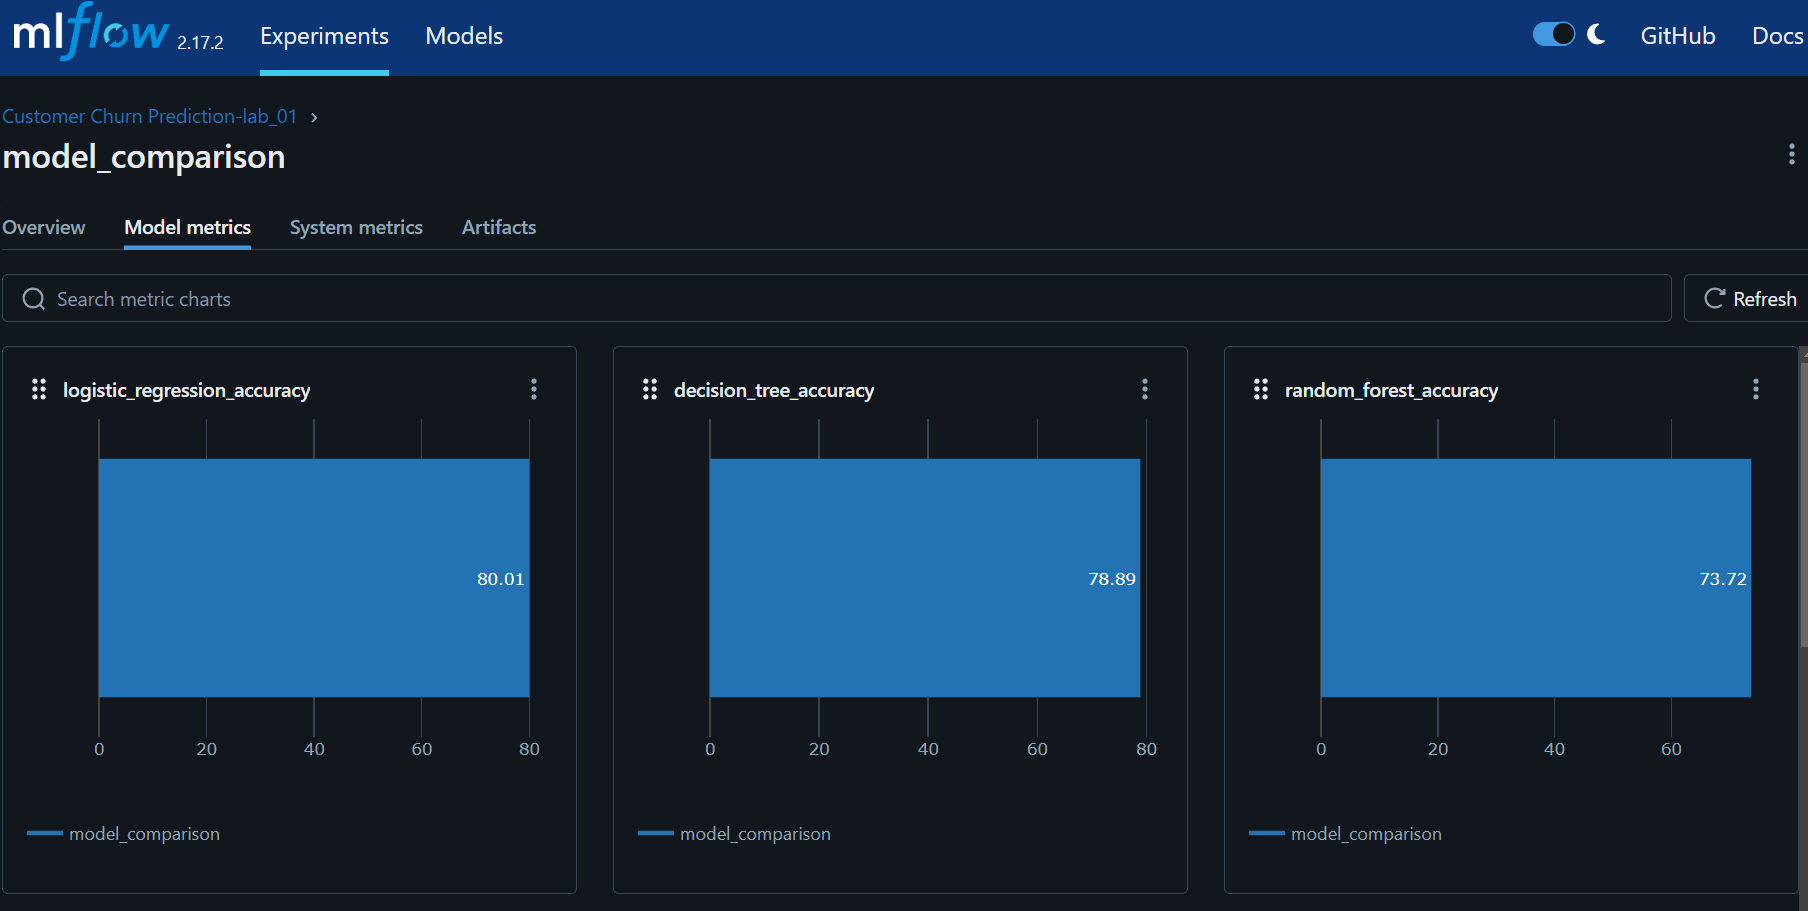 mlflow 2.17.2 Experiments Models GitHub Docs
Customer Churn Prediction-lab_01 ›
model_comparison
Overview Model metrics System metrics Artifacts
Search metric charts Refresh
logistic_regression_accuracy
80.01
0 20 40 60 80
model_comparison
decision_tree_accuracy
78.89
0 20 40 60 80
model_comparison
random_forest_accuracy
73.72
0 20 40 60
model_comparison